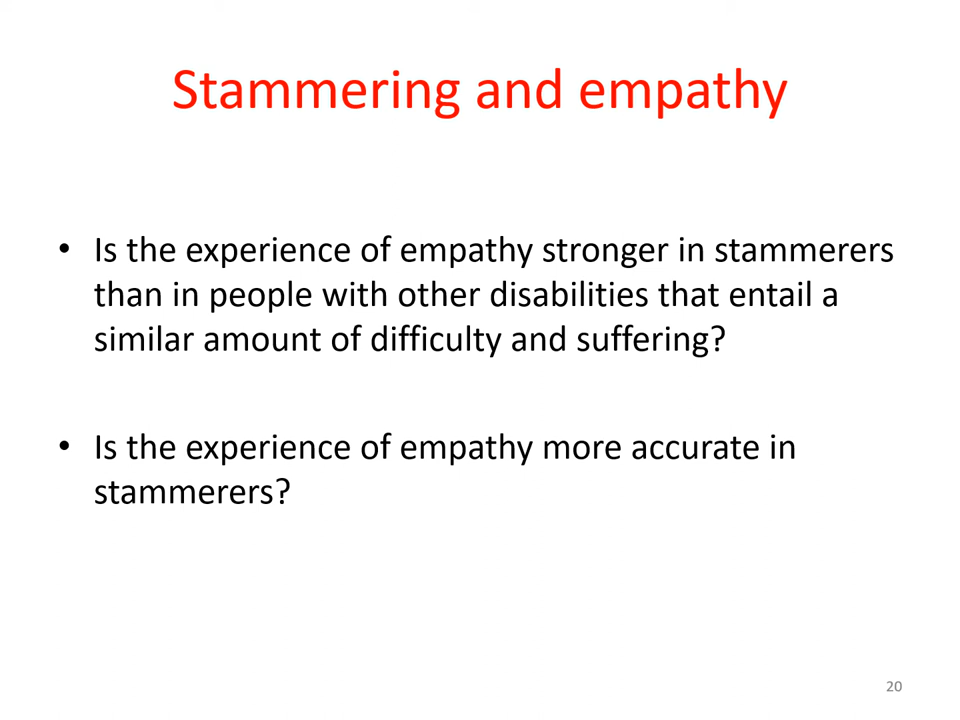 Stammering and empathy
• Is the experience of empathy stronger in stammerers
than in people with other disabilities that entail a
similar amount of difficulty and suffering?
• Is the experience of empathy more accurate in
stammerers?
20